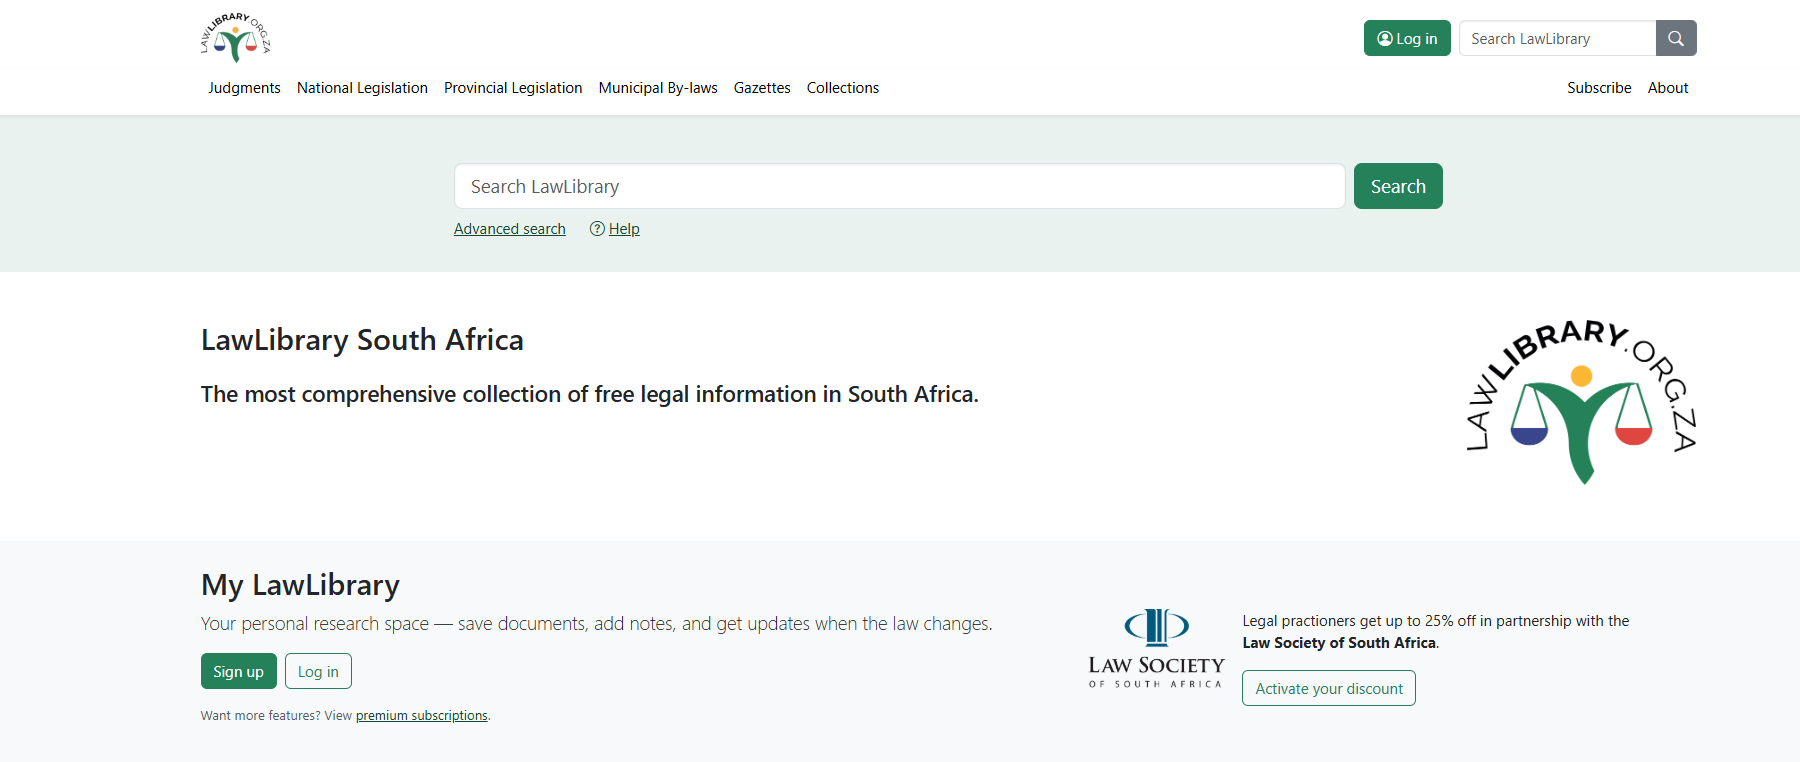 LAWLIBRARY.ORG.ZA
Log in
Search LawLibrary
Judgments National Legislation Provincial Legislation Municipal By-laws Gazettes Collections Subscribe About
Search LawLibrary Search
Advanced search Help
LawLibrary South Africa
The most comprehensive collection of free legal information in South Africa.
LAWLIBRARY.ORG.ZA
My LawLibrary
Your personal research space — save documents, add notes, and get updates when the law changes.
Sign up Log in
Want more features? View premium subscriptions.
LAW SOCIETY
OF SOUTH AFRICA
Legal practioners get up to 25% off in partnership with the
Law Society of South Africa.
Activate your discount